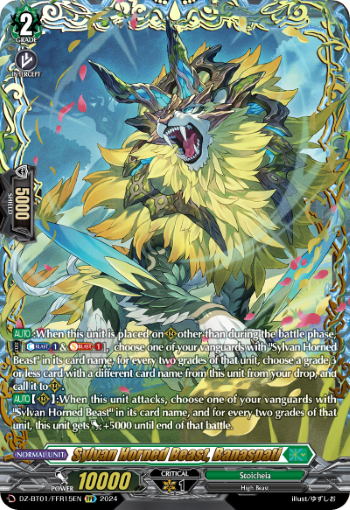 2
GRADE
INTERCEPT
5000
SHIELD
AUTO:When this unit is placed on R other than during the battle phase,
COST [C BLAST 1 & S BLAST 1], choose one of your vanguards with "Sylvan Horned
Beast" in its card name, for every two grades of that unit, choose a grade 3
or less card with a different card name from this unit from your drop, and
call it to R.
AUTO【R】:When this unit attacks, choose one of your vanguards with
"Sylvan Horned Beast" in its card name, and for every two grades of that
unit, this unit gets +5000 until end of that battle.
NORMAL UNIT
Sylvan Horned Beast, Banaspati
POWER 10000
CRITICAL
1
Stoicheia
High Beast
DZ-BT01/FFR15EN FFR 2024
illust/ゆずしお